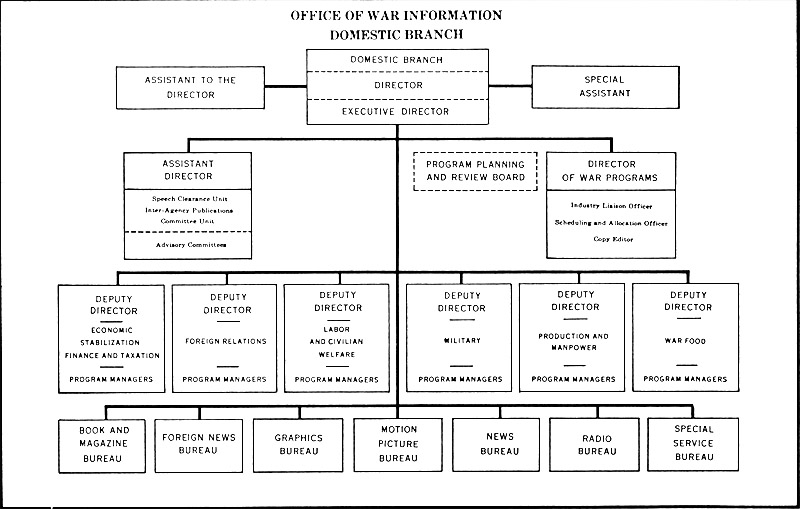 OFFICE OF WAR INFORMATION
DOMESTIC BRANCH
DOMESTIC BRANCH
DIRECTOR
EXECUTIVE DIRECTOR
ASSISTANT TO THE
DIRECTOR
SPECIAL
ASSISTANT
ASSISTANT
DIRECTOR
Speech Clearance Unit
Inter-Agency Publications
Committee Unit
Advisory Committees
PROGRAM PLANNING
AND REVIEW BOARD
DIRECTOR
OF WAR PROGRAMS
Industry Liaison Officer
Scheduling and Allocation Officer
Copy Editor
DEPUTY
DIRECTOR
ECONOMIC
STABILIZATION
FINANCE AND TAXATION
PROGRAM MANAGERS
DEPUTY
DIRECTOR
FOREIGN RELATIONS
PROGRAM MANAGERS
DEPUTY
DIRECTOR
LABOR
AND CIVILIAN
WELFARE
PROGRAM MANAGERS
DEPUTY
DIRECTOR
MILITARY
PROGRAM MANAGERS
DEPUTY
DIRECTOR
PRODUCTION AND
MANPOWER
PROGRAM MANAGERS
DEPUTY
DIRECTOR
WAR FOOD
PROGRAM MANAGERS
BOOK AND
MAGAZINE
BUREAU
FOREIGN NEWS
BUREAU
GRAPHICS
BUREAU
MOTION
PICTURE
BUREAU
NEWS
BUREAU
RADIO
BUREAU
SPECIAL
SERVICE
BUREAU